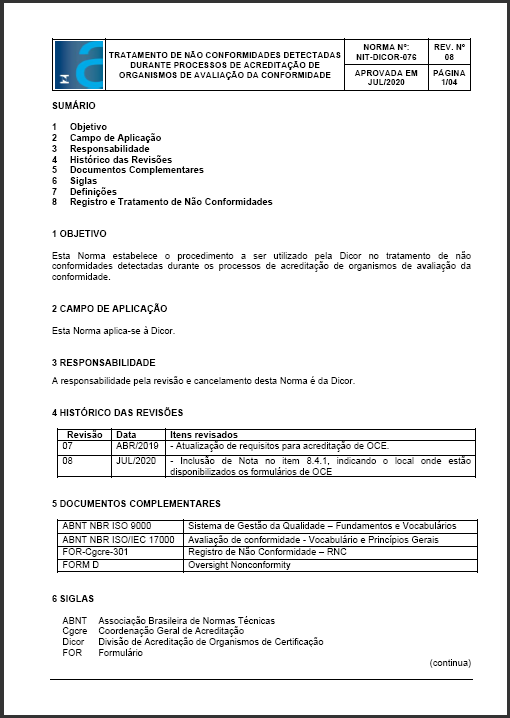 TRATAMENTO DE NÃO CONFORMIDADES DETECTADAS
DURANTE PROCESSOS DE ACREDITAÇÃO DE
ORGANISMOS DE AVALIAÇÃO DA CONFORMIDADE
NORMA Nº:
NIT-DICOR-076
REV. Nº
08
APROVADA EM
JUL/2020
PÁGINA
1/04
SUMÁRIO
1 Objetivo
2 Campo de Aplicação
3 Responsabilidade
4 Histórico das Revisões
5 Documentos Complementares
6 Siglas
7 Definições
8 Registro e Tratamento de Não Conformidades
1 OBJETIVO
Esta Norma estabelece o procedimento a ser utilizado pela Dicor no tratamento de não
conformidades detectadas durante os processos de acreditação de organismos de avaliação da
conformidade.
2 CAMPO DE APLICAÇÃO
Esta Norma aplica-se à Dicor.
3 RESPONSABILIDADE
A responsabilidade pela revisão e cancelamento desta Norma é da Dicor.
4 HISTÓRICO DAS REVISÕES
Revisão Data Itens revisados
07 ABR/2019 - Atualização de requisitos para acreditação de OCE.
08 JUL/2020 - Inclusão de Nota no item 8.4.1, indicando o local onde estão
disponibilizados os formulários de OCE
5 DOCUMENTOS COMPLEMENTARES
ABNT NBR ISO 9000 Sistema de Gestão da Qualidade – Fundamentos e Vocabulários
ABNT NBR ISO/IEC 17000 Avaliação de conformidade - Vocabulário e Princípios Gerais
FOR-Cgcre-301 Registro de Não Conformidade – RNC
FORM D Oversight Nonconformity
6 SIGLAS
ABNT Associação Brasileira de Normas Técnicas
Cgcre Coordenação Geral de Acreditação
Dicor Divisão de Acreditação de Organismos de Certificação
FOR Formulário
(continua)